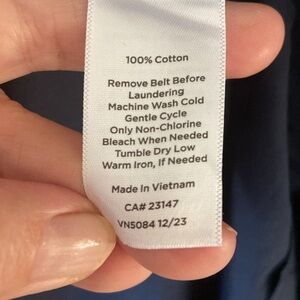 100% Cotton
Remove Belt Before
Laundering
Machine Wash Cold
Gentle Cycle
Only Non-Chlorine
Bleach When Needed
Tumble Dry Low
Warm Iron, If Needed
Made In Vietnam
CA# 23147
VN5084 12/23